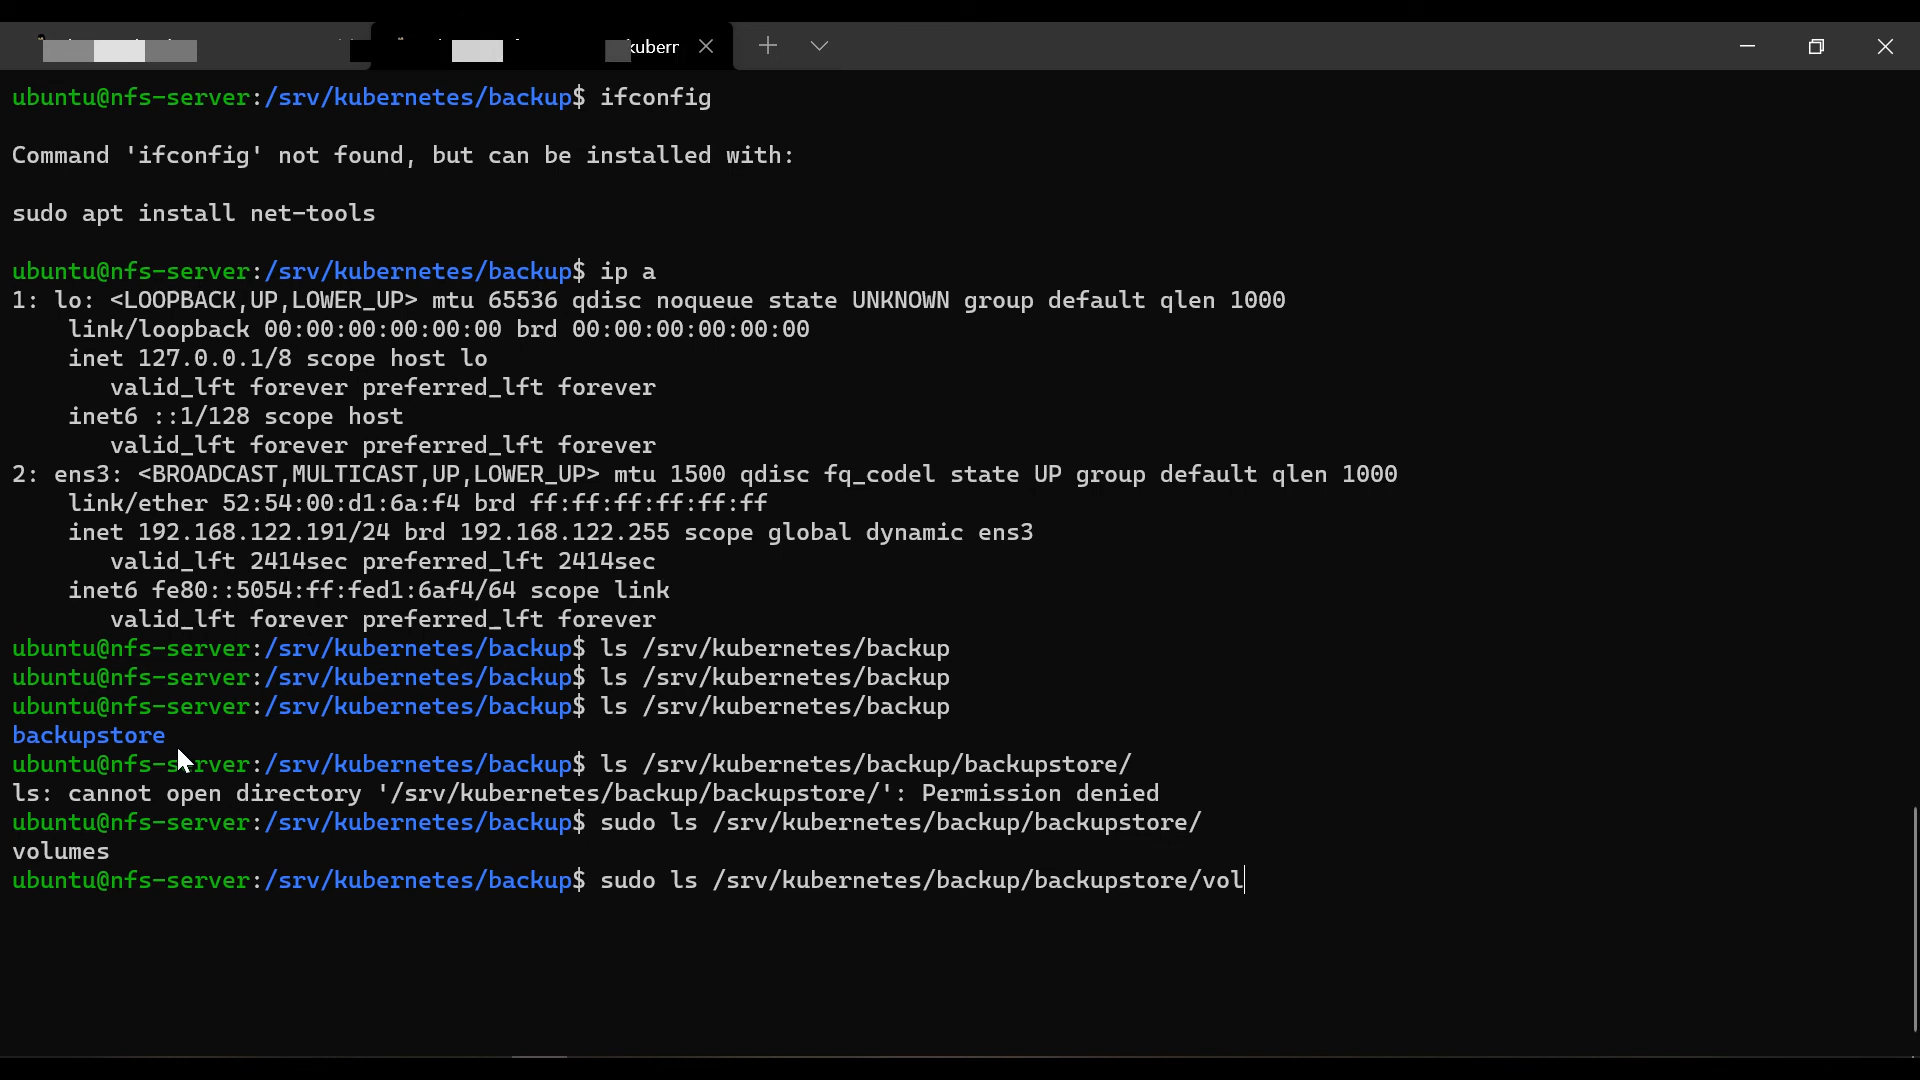 kuberr
ubuntu@nfs-server:/srv/kubernetes/backup$ ifconfig
Command 'ifconfig' not found, but can be installed with:
sudo apt install net-tools
ubuntu@nfs-server:/srv/kubernetes/backup$ ip a
1: lo: <LOOPBACK,UP,LOWER_UP> mtu 65536 qdisc noqueue state UNKNOWN group default qlen 1000
    link/loopback 00:00:00:00:00:00 brd 00:00:00:00:00:00
    inet 127.0.0.1/8 scope host lo
       valid_lft forever preferred_lft forever
    inet6 ::1/128 scope host
       valid_lft forever preferred_lft forever
2: ens3: <BROADCAST,MULTICAST,UP,LOWER_UP> mtu 1500 qdisc fq_codel state UP group default qlen 1000
    link/ether 52:54:00:d1:6a:f4 brd ff:ff:ff:ff:ff:ff
    inet 192.168.122.191/24 brd 192.168.122.255 scope global dynamic ens3
       valid_lft 2414sec preferred_lft 2414sec
    inet6 fe80::5054:ff:fed1:6af4/64 scope link
       valid_lft forever preferred_lft forever
ubuntu@nfs-server:/srv/kubernetes/backup$ ls /srv/kubernetes/backup
ubuntu@nfs-server:/srv/kubernetes/backup$ ls /srv/kubernetes/backup
ubuntu@nfs-server:/srv/kubernetes/backup$ ls /srv/kubernetes/backup
backupstore
ubuntu@nfs-server:/srv/kubernetes/backup$ ls /srv/kubernetes/backup/backupstore/
ls: cannot open directory '/srv/kubernetes/backup/backupstore/': Permission denied
ubuntu@nfs-server:/srv/kubernetes/backup$ sudo ls /srv/kubernetes/backup/backupstore/
volumes
ubuntu@nfs-server:/srv/kubernetes/backup$ sudo ls /srv/kubernetes/backup/backupstore/vol